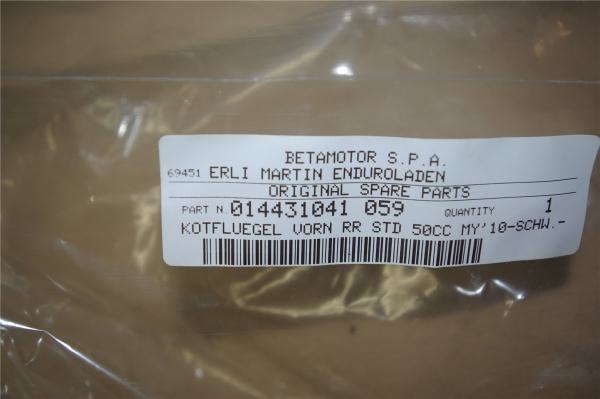 BETAMOTOR S.P.A.
69451 ERLI MARTIN ENDUROLADEN
ORIGINAL SPARE PARTS
PART N. 014431041 059 QUANTITY 1
KOTFLUEGEL VORN RR STD 50CC MY'10-SCHW.-